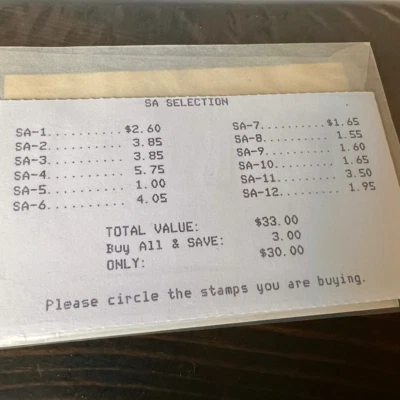 SA SELECTION
SA-1..........$2.60
SA-2.......... 3.85
SA-3.......... 3.85
SA-4.......... 5.75
SA-5.......... 1.00
SA-6.......... 4.05
SA-7..........$1.65
SA-8.......... 1.55
SA-9.......... 1.60
SA-10......... 1.65
SA-11......... 3.50
SA-12......... 1.95
TOTAL VALUE: $33.00
Buy All & SAVE: 3.00
ONLY: $30.00
Please circle the stamps you are buying.